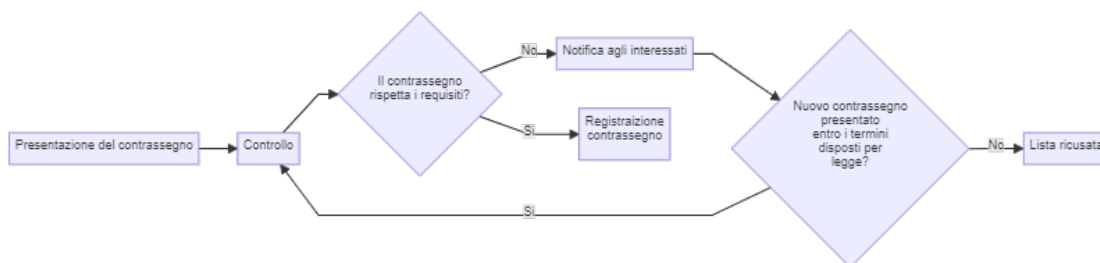 Presentazione del contrassegno
Controllo
Il contrassegno
rispetta i requisiti?
No
Notifica agli interessati
Si
Registraizione
contrassegno
Nuovo contrassegno
presentato
entro i termini
disposti per
legge?
No
Lista ricusata
Si